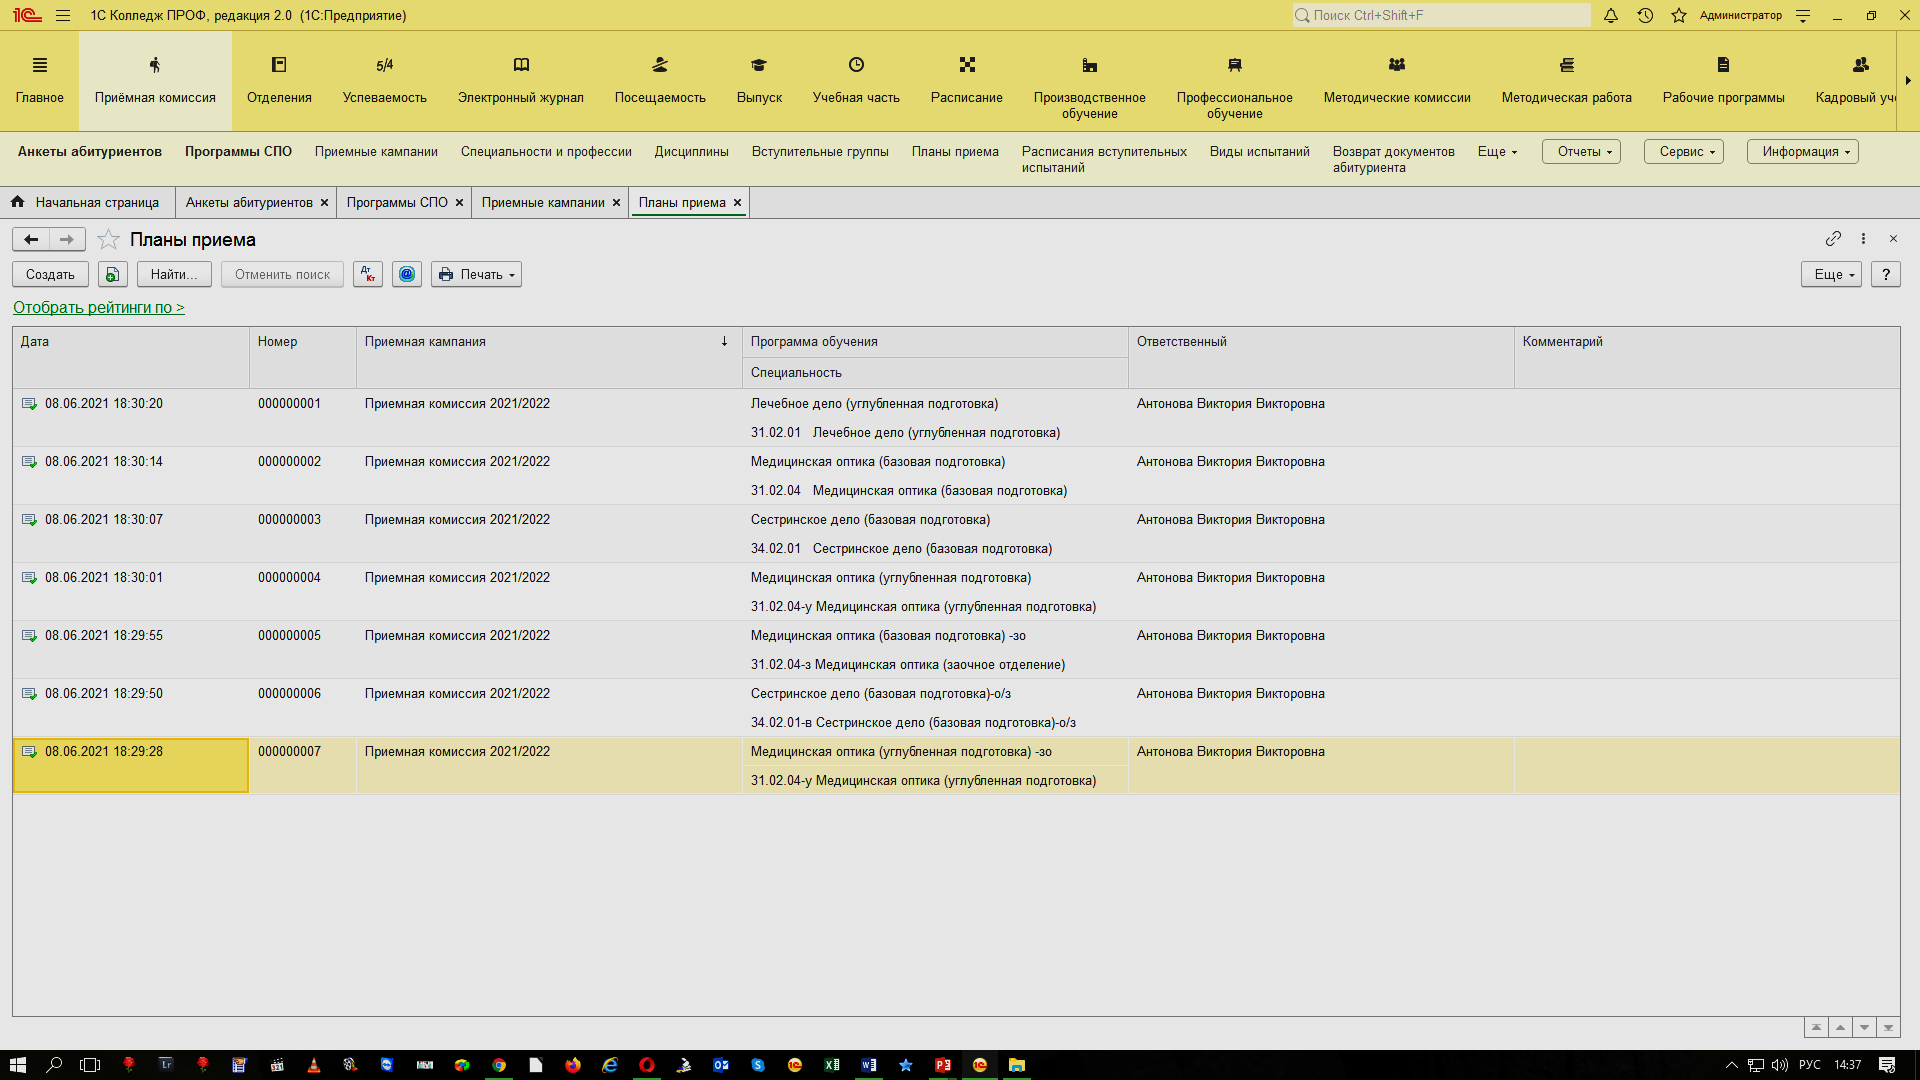 1С Колледж ПРОФ, редакция 2.0 (1С:Предприятие)
Поиск Ctrl+Shift+F
Администратор
Главное
Приёмная комиссия
Отделения
5/4
Успеваемость
Электронный журнал
Посещаемость
Выпуск
Учебная часть
Расписание
Производственное
обучение
Профессиональное
обучение
Методические комиссии
Методическая работа
Рабочие программы
Кадровый уч
Анкеты абитуриентов
Программы СПО
Приемные кампании
Специальности и профессии
Дисциплины
Вступительные группы
Планы приема
Расписания вступительных
испытаний
Виды испытаний
Возврат документов
абитуриента
Еще
Отчеты
Сервис
Информация
Начальная страница
Анкеты абитуриентов ×
Программы СПО ×
Приемные кампании ×
Планы приема ×
Планы приема
Создать
Найти...
Отменить поиск
Дт
Кт
Печать
Еще
?
Отобрать рейтинги по >
Дата Номер Приемная кампания ↓ Программа обучения Ответственный Комментарий
Специальность
08.06.2021 18:30:20 000000001 Приемная комиссия 2021/2022 Лечебное дело (углубленная подготовка) Антонова Виктория Викторовна
31.02.01 Лечебное дело (углубленная подготовка)
08.06.2021 18:30:14 000000002 Приемная комиссия 2021/2022 Медицинская оптика (базовая подготовка) Антонова Виктория Викторовна
31.02.04 Медицинская оптика (базовая подготовка)
08.06.2021 18:30:07 000000003 Приемная комиссия 2021/2022 Сестринское дело (базовая подготовка) Антонова Виктория Викторовна
34.02.01 Сестринское дело (базовая подготовка)
08.06.2021 18:30:01 000000004 Приемная комиссия 2021/2022 Медицинская оптика (углубленная подготовка) Антонова Виктория Викторовна
31.02.04-у Медицинская оптика (углубленная подготовка)
08.06.2021 18:29:55 000000005 Приемная комиссия 2021/2022 Медицинская оптика (базовая подготовка) -зо Антонова Виктория Викторовна
31.02.04-з Медицинская оптика (заочное отделение)
08.06.2021 18:29:50 000000006 Приемная комиссия 2021/2022 Сестринское дело (базовая подготовка)-о/з Антонова Виктория Викторовна
34.02.01-в Сестринское дело (базовая подготовка)-о/з
08.06.2021 18:29:28 000000007 Приемная комиссия 2021/2022 Медицинская оптика (углубленная подготовка) -зо Антонова Виктория Викторовна
31.02.04-у Медицинская оптика (углубленная подготовка)
РУС 14:37